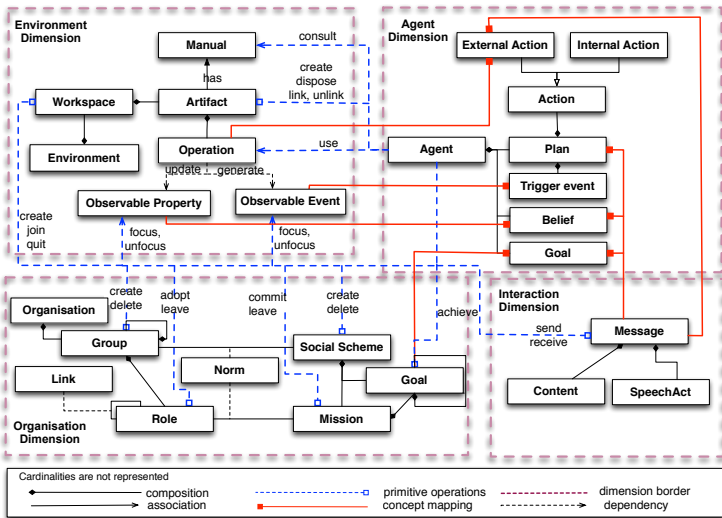 Environment
Dimension
Manual
consult
has
create
dispose
link, unlink
Workspace
Artifact
Operation
use
Environment
update
generate
Observable Property
Observable Event
create
join
quit
focus,
unfocus
focus,
unfocus
Agent
Dimension
External Action
Internal Action
Action
Agent
Plan
Trigger event
Belief
Goal
Organisation
create
delete
adopt
leave
commit
leave
create
delete
achieve
Group
Social Scheme
Link
Norm
Goal
Role
Mission
Organisation
Dimension
Interaction
Dimension
send
receive
Message
Content
SpeechAct
Cardinalities are not represented
composition
primitive operations
dimension border
association
concept mapping
dependency